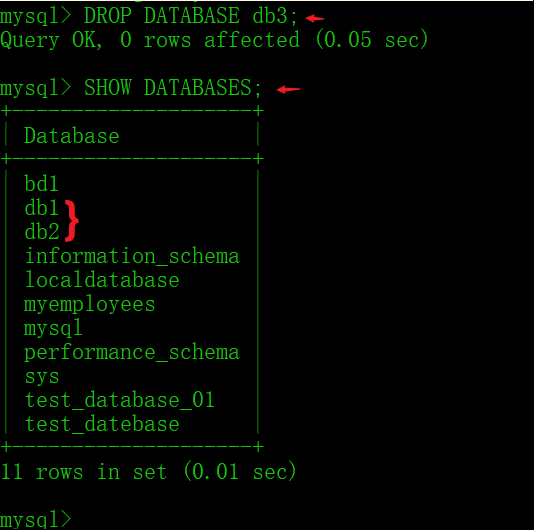 mysql> DROP DATABASE db3;
Query OK, 0 rows affected (0.05 sec)
mysql> SHOW DATABASES;
+--------------------+
| Database           |
+--------------------+
| bd1                |
| db1                |
| db2                |
| information_schema |
| localdatabase      |
| myemployees        |
| mysql              |
| performance_schema |
| sys                |
| test_database_01   |
| test_datebase      |
+--------------------+
11 rows in set (0.01 sec)
mysql>